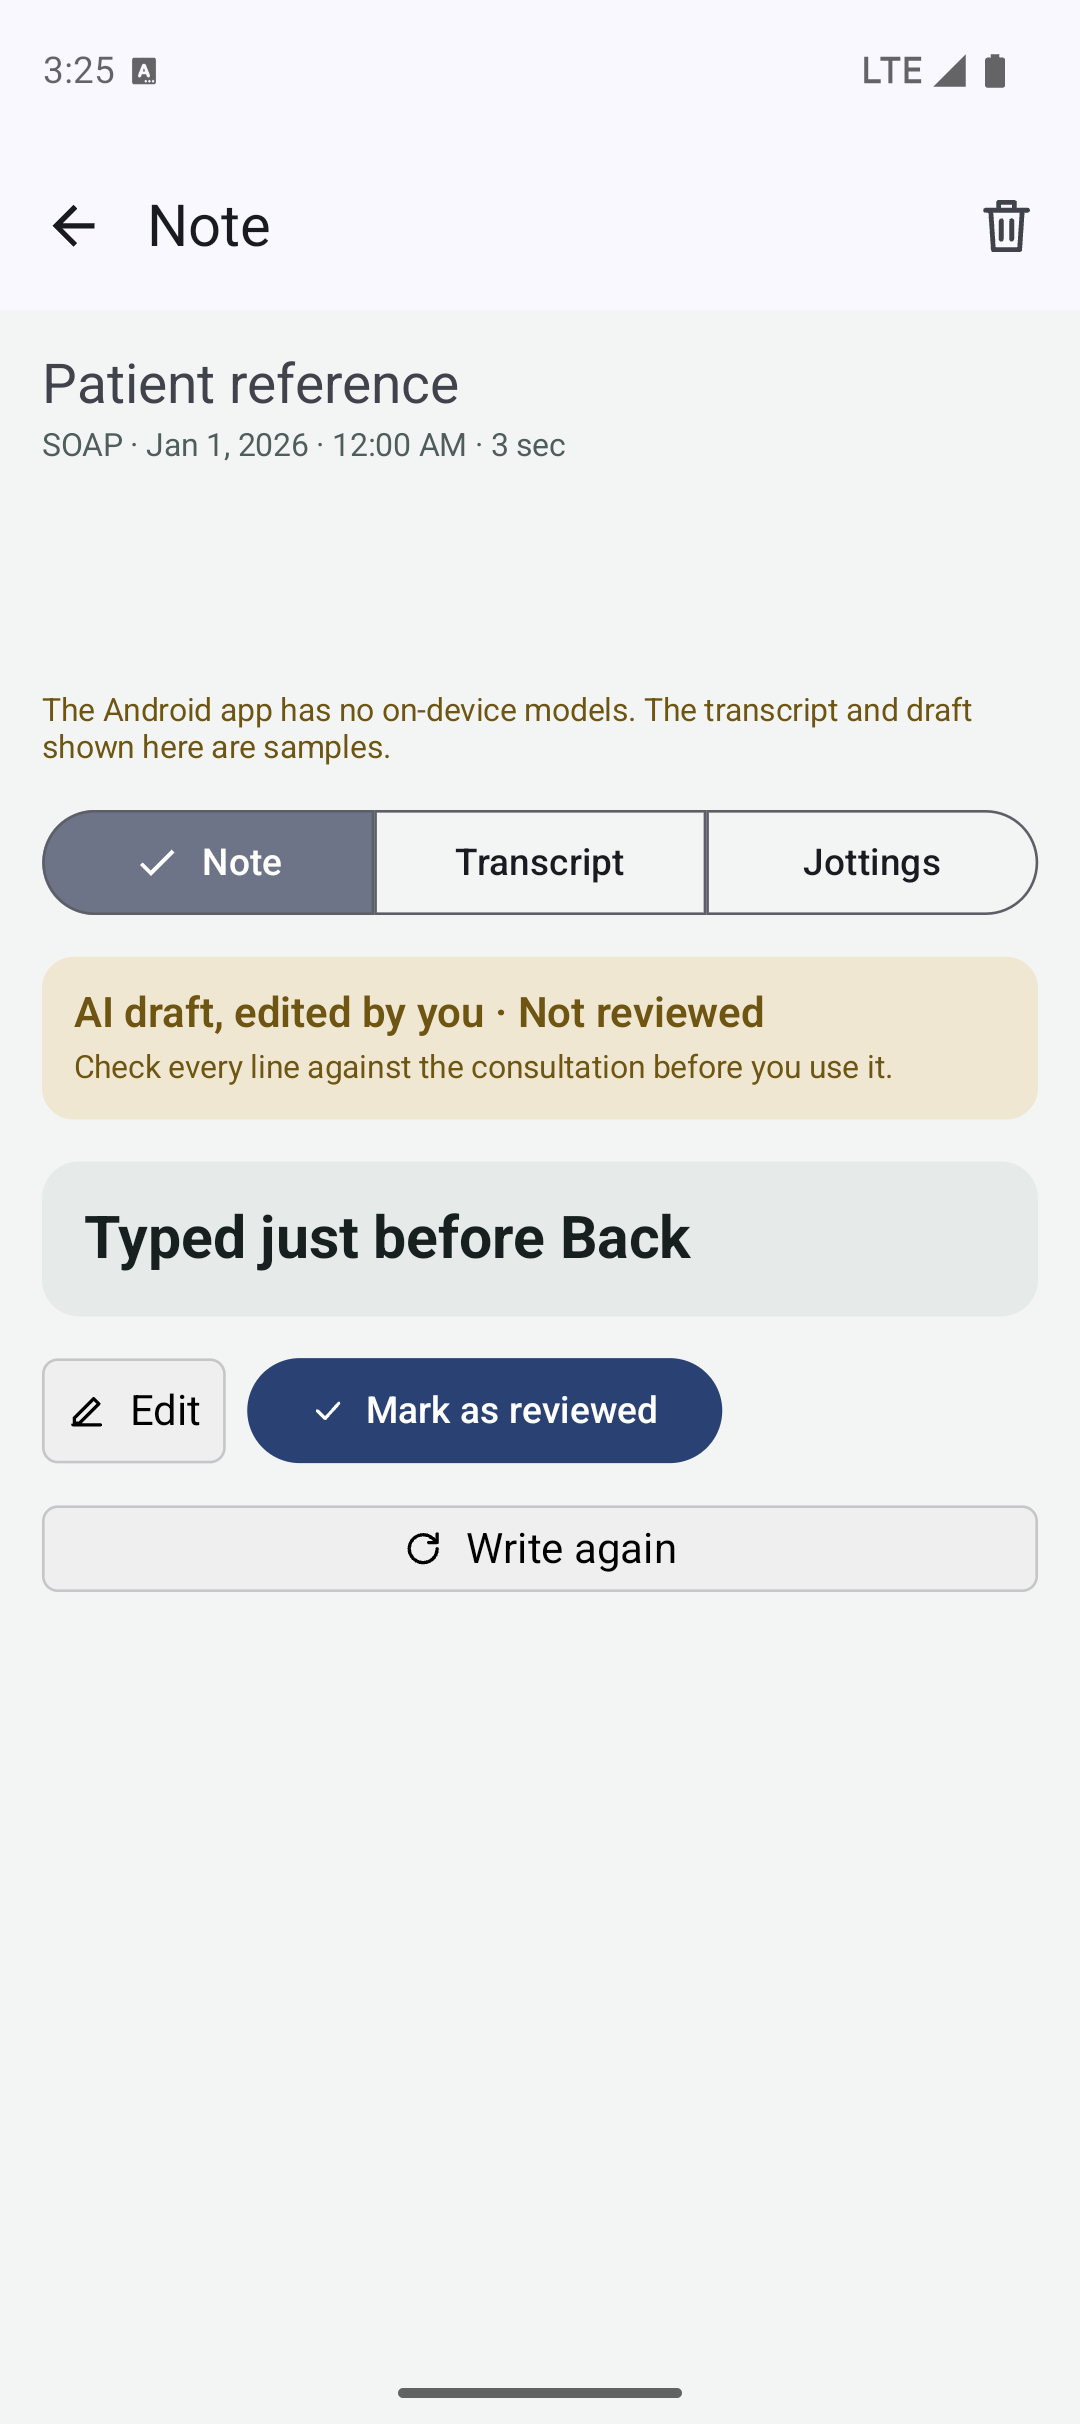 3:25
LTE
Note
Patient reference
SOAP · Jan 1, 2026 · 12:00 AM · 3 sec
The Android app has no on-device models. The transcript and draft
shown here are samples.
Note
Transcript
Jottings
AI draft, edited by you · Not reviewed
Check every line against the consultation before you use it.
Typed just before Back
Edit
Mark as reviewed
Write again